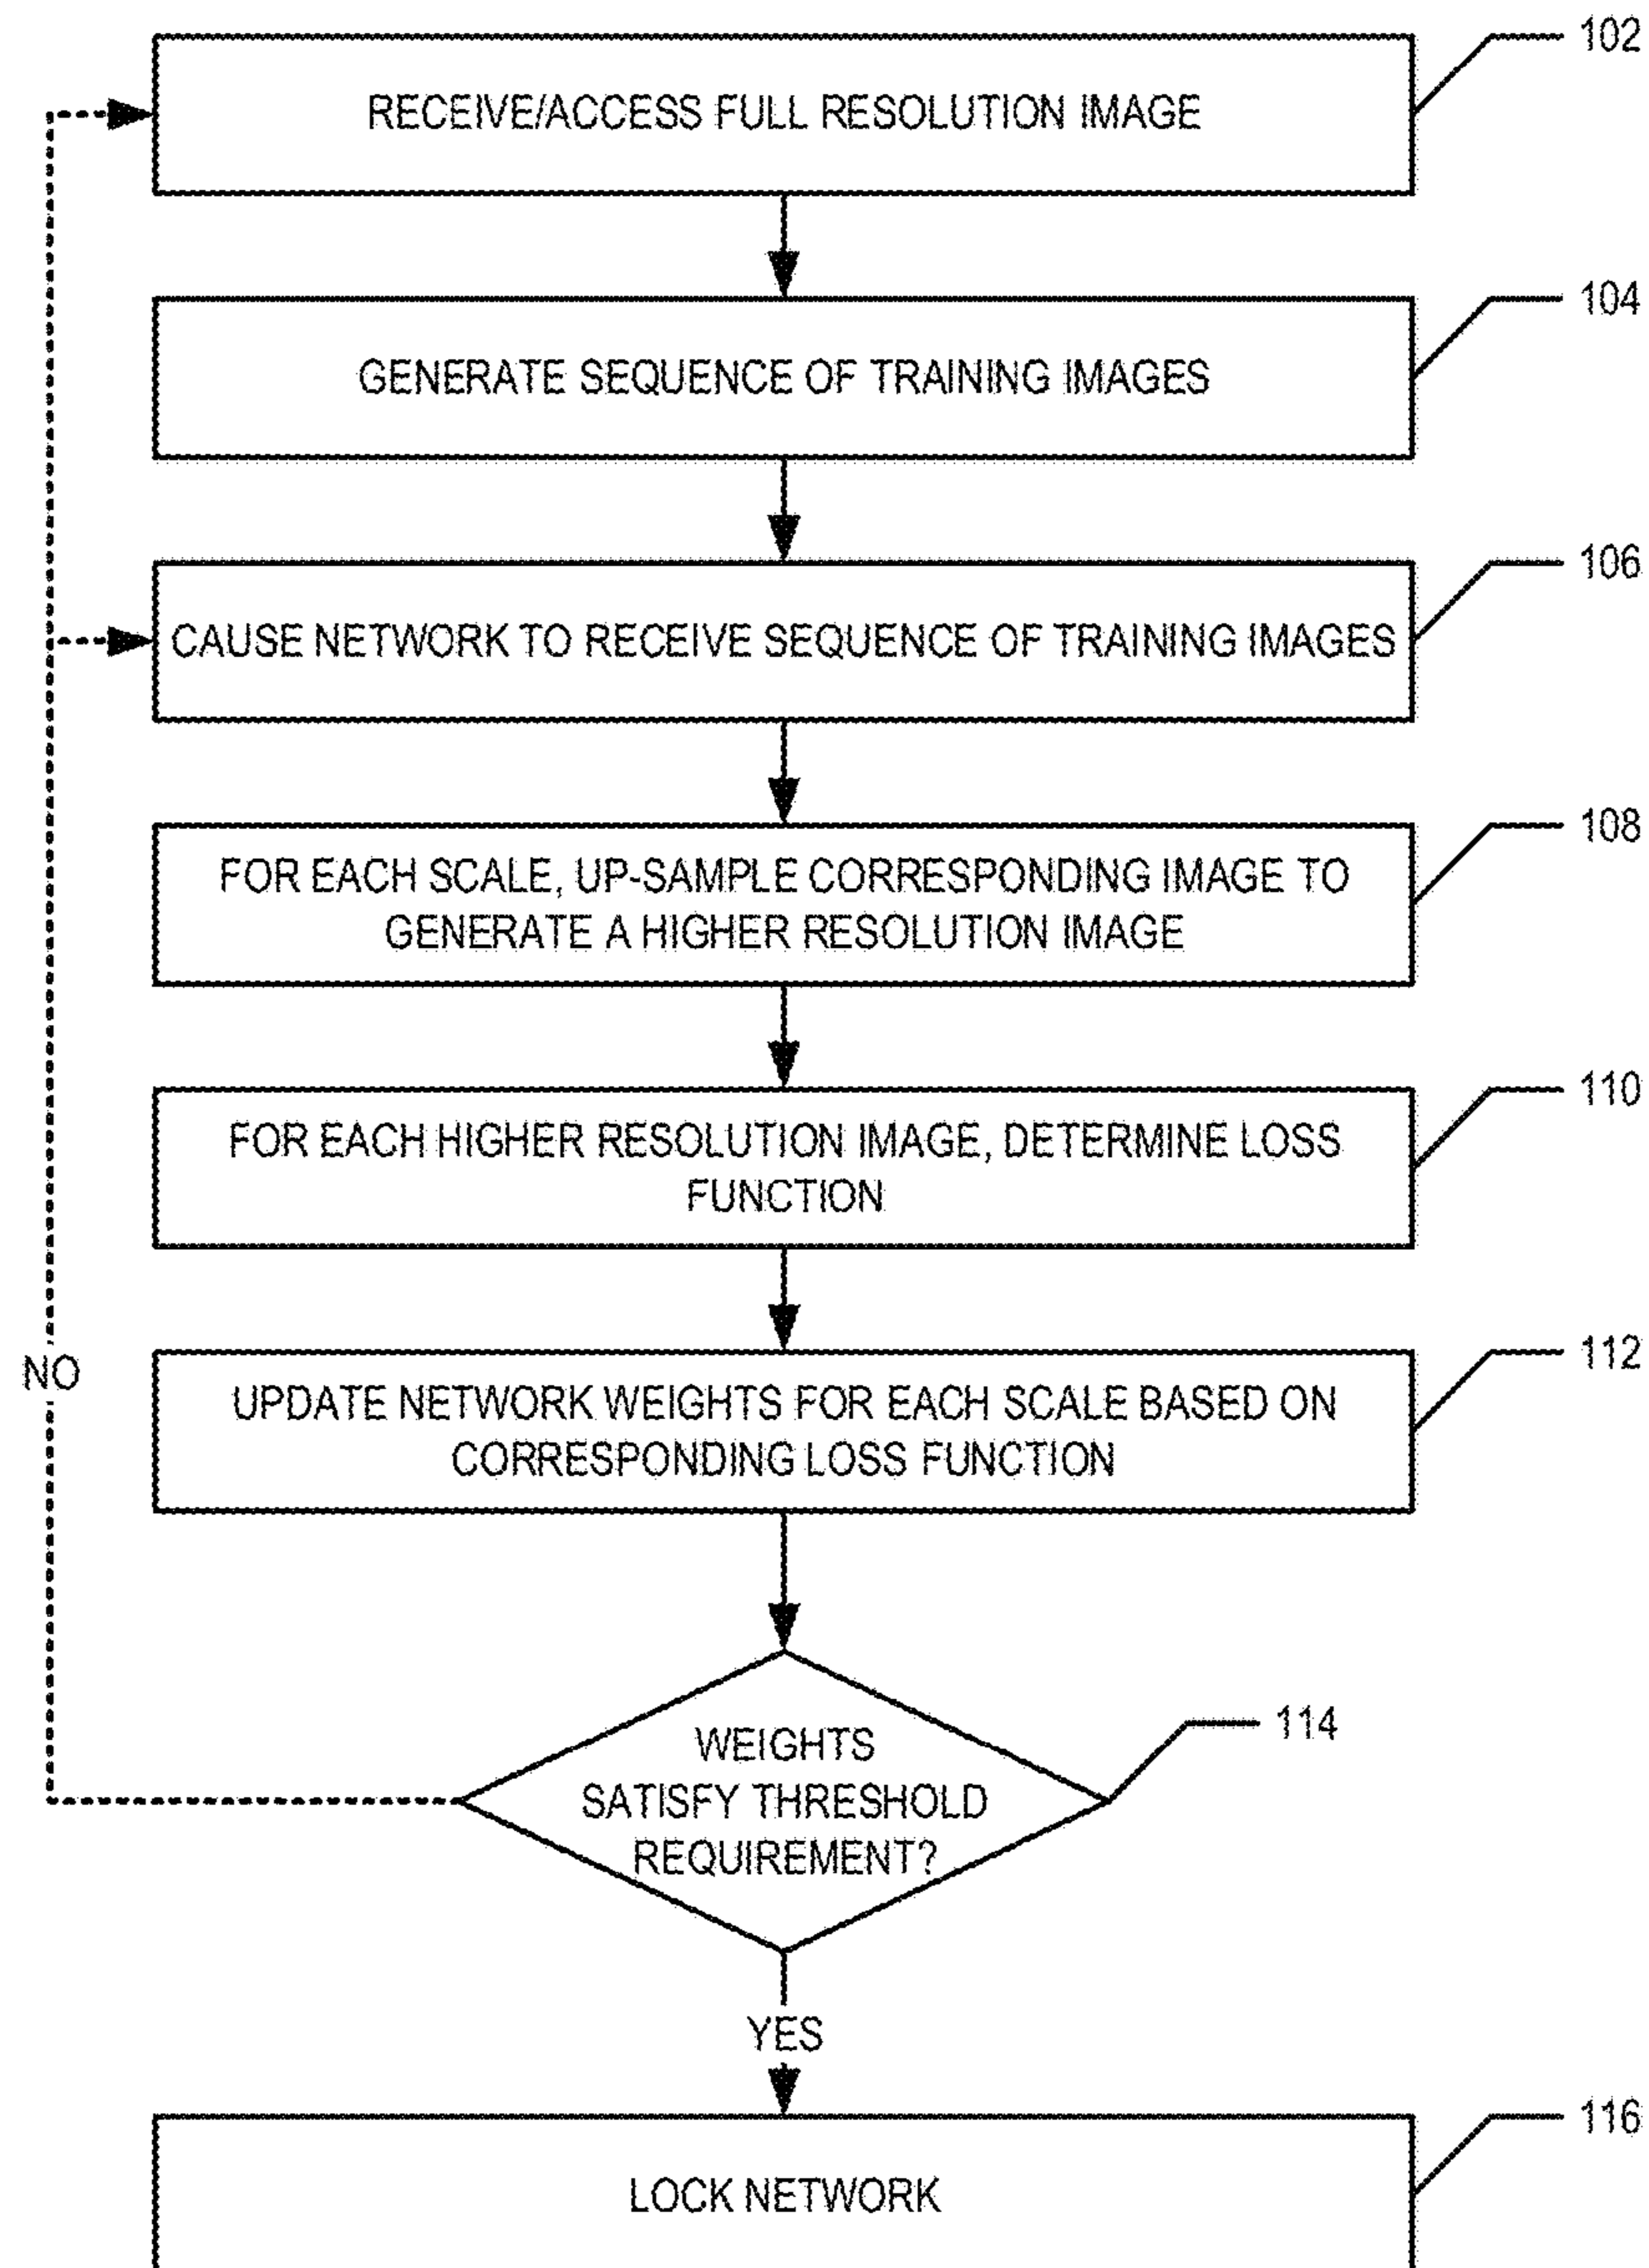 102
RECEIVE/ACCESS FULL RESOLUTION IMAGE
104
GENERATE SEQUENCE OF TRAINING IMAGES
106
CAUSE NETWORK TO RECEIVE SEQUENCE OF TRAINING IMAGES
108
FOR EACH SCALE, UP-SAMPLE CORRESPONDING IMAGE TO
GENERATE A HIGHER RESOLUTION IMAGE
110
FOR EACH HIGHER RESOLUTION IMAGE, DETERMINE LOSS
FUNCTION
112
NO
UPDATE NETWORK WEIGHTS FOR EACH SCALE BASED ON
CORRESPONDING LOSS FUNCTION
114
WEIGHTS
SATISFY THRESHOLD
REQUIREMENT?
YES
116
LOCK NETWORK